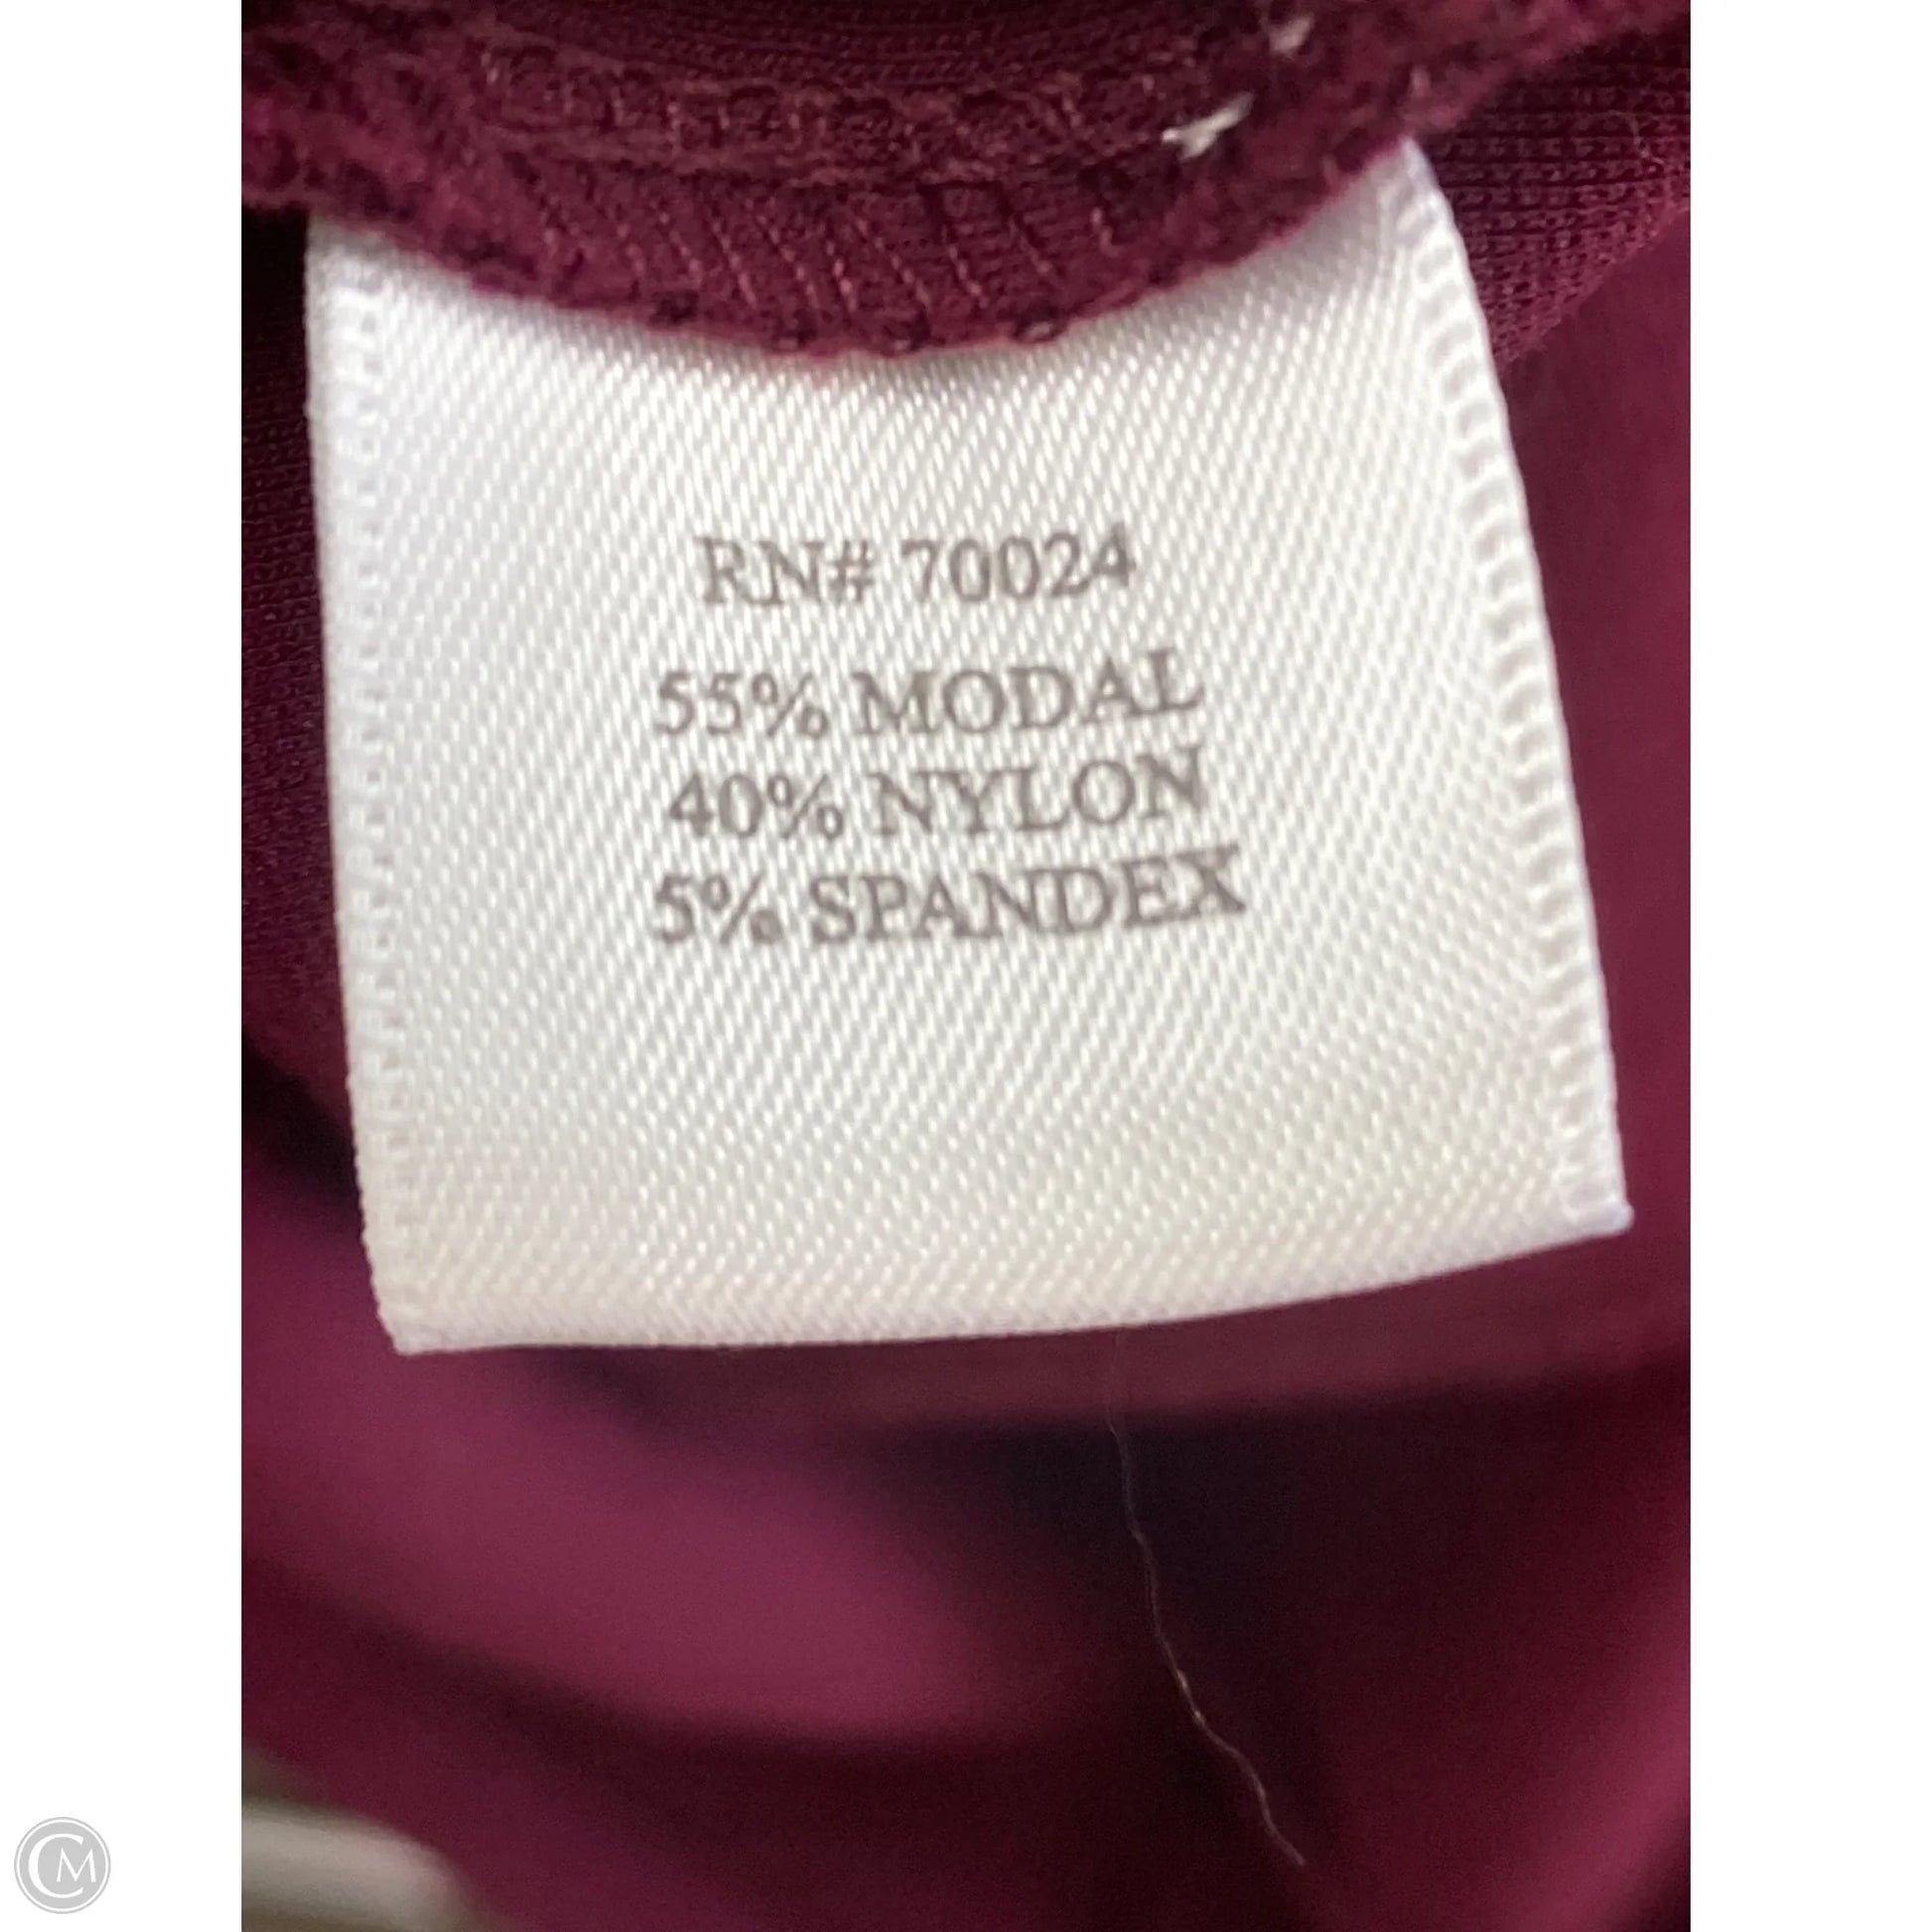 RN# 70024
55% MODAL
40% NYLON
5% SPANDEX
CM